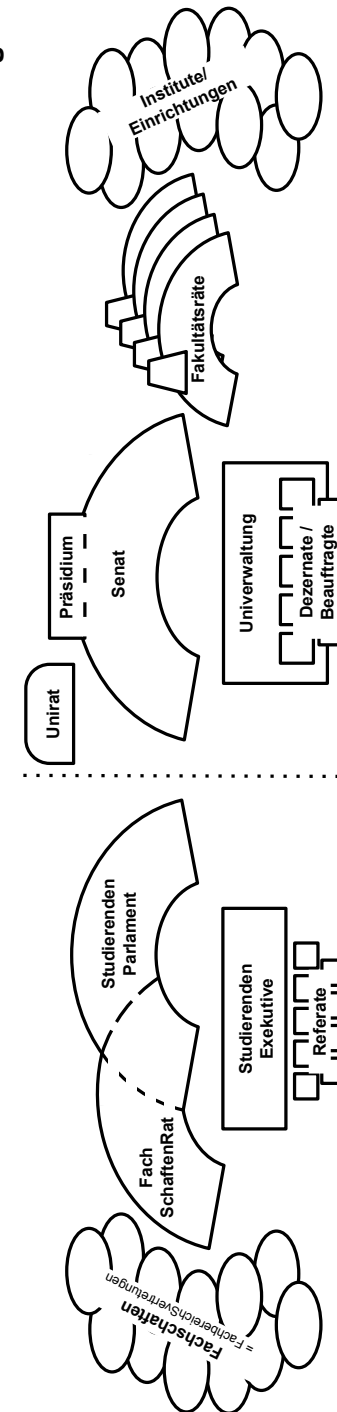 Institute/
Einrichtungen
Fakultätsräte
Präsidium
Senat
Unirat
Univerwaltung
Dezernate /
Beauftragte
Studierenden
Parlament
Fach
SchaftenRat
Studierenden
Exekutive
Referate
Fachschaften
= FachbereichSvertretungen